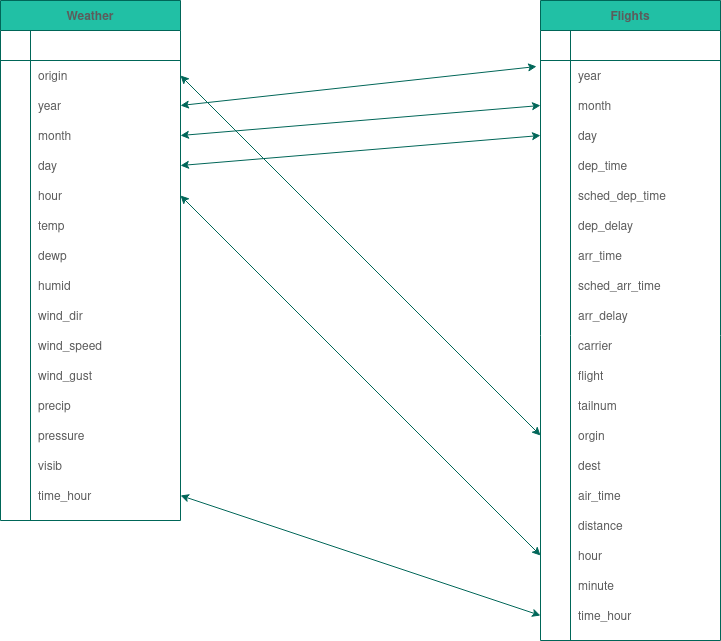 Weather
origin
year
month
day
hour
temp
dewp
humid
wind_dir
wind_speed
wind_gust
precip
pressure
visib
time_hour
Flights
year
month
day
dep_time
sched_dep_time
dep_delay
arr_time
sched_arr_time
arr_delay
carrier
flight
tailnum
orgin
dest
air_time
distance
hour
minute
time_hour